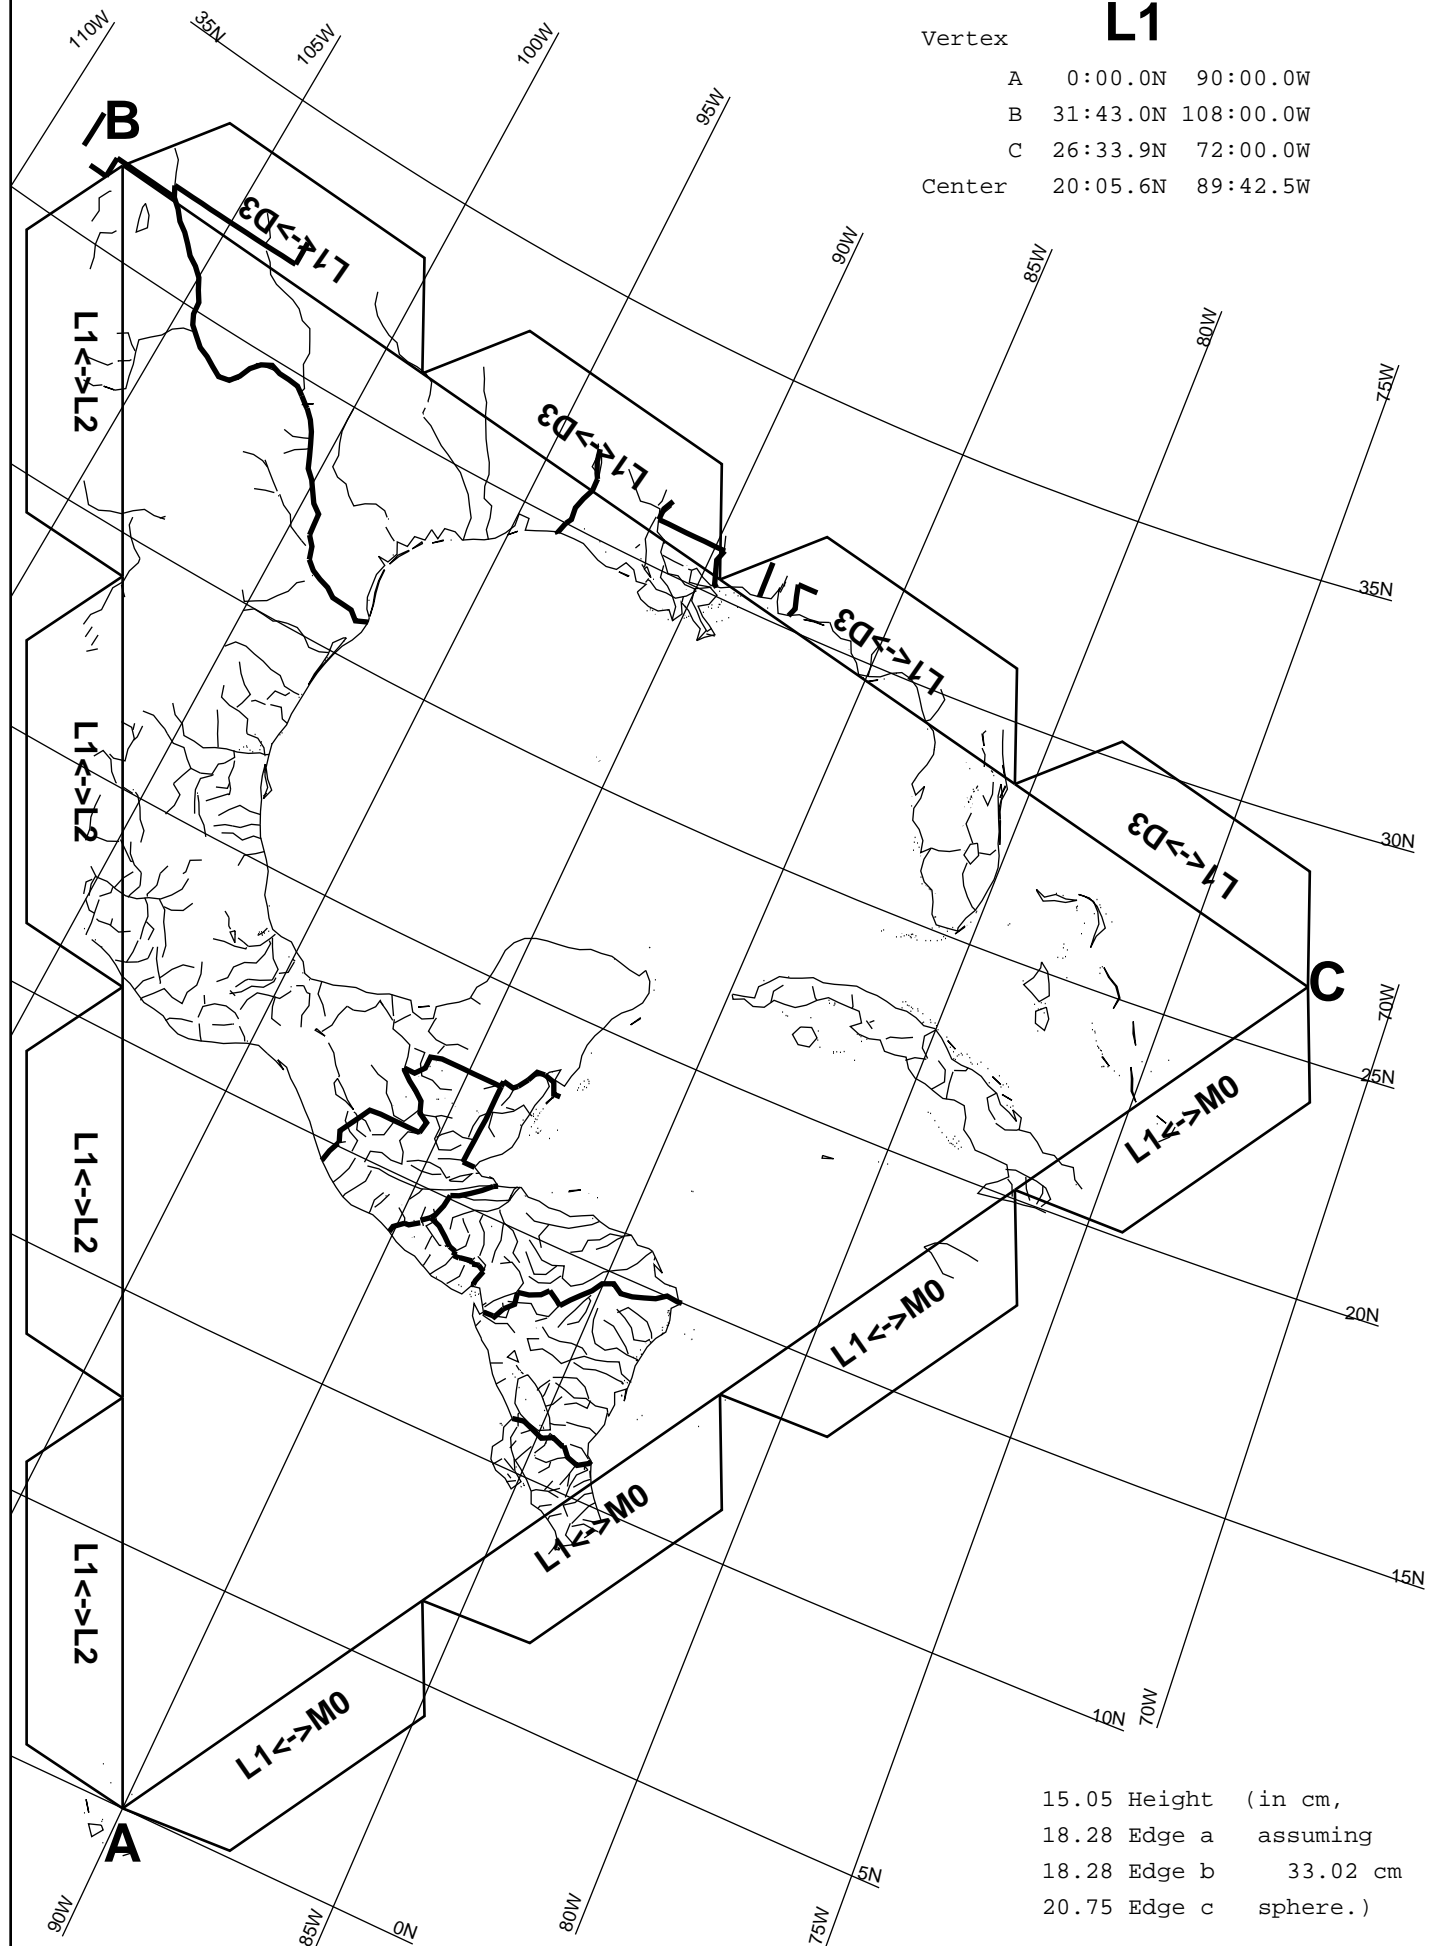 L1
Vertex
A 0:00.0N 90:00.0W
B 31:43.0N 108:00.0W
C 26:33.9N 72:00.0W
Center 20:05.6N 89:42.5W
110W
35N
105W
100W
95W
90W
85W
80W
75W
B
L1<->D3
L1<->D3
L1<->D3
L1<->D3
L1<->L2
L1<->L2
L1<->L2
L1<->L2
35N
30N
C
70W
25N
L1<->M0
L1<->M0
L1<->M0
L1<->M0
20N
15N
10N
70W
5N
A
90W
85W
0N
80W
75W
15.05 Height (in cm,
18.28 Edge a assuming
18.28 Edge b 33.02 cm
20.75 Edge c sphere.)